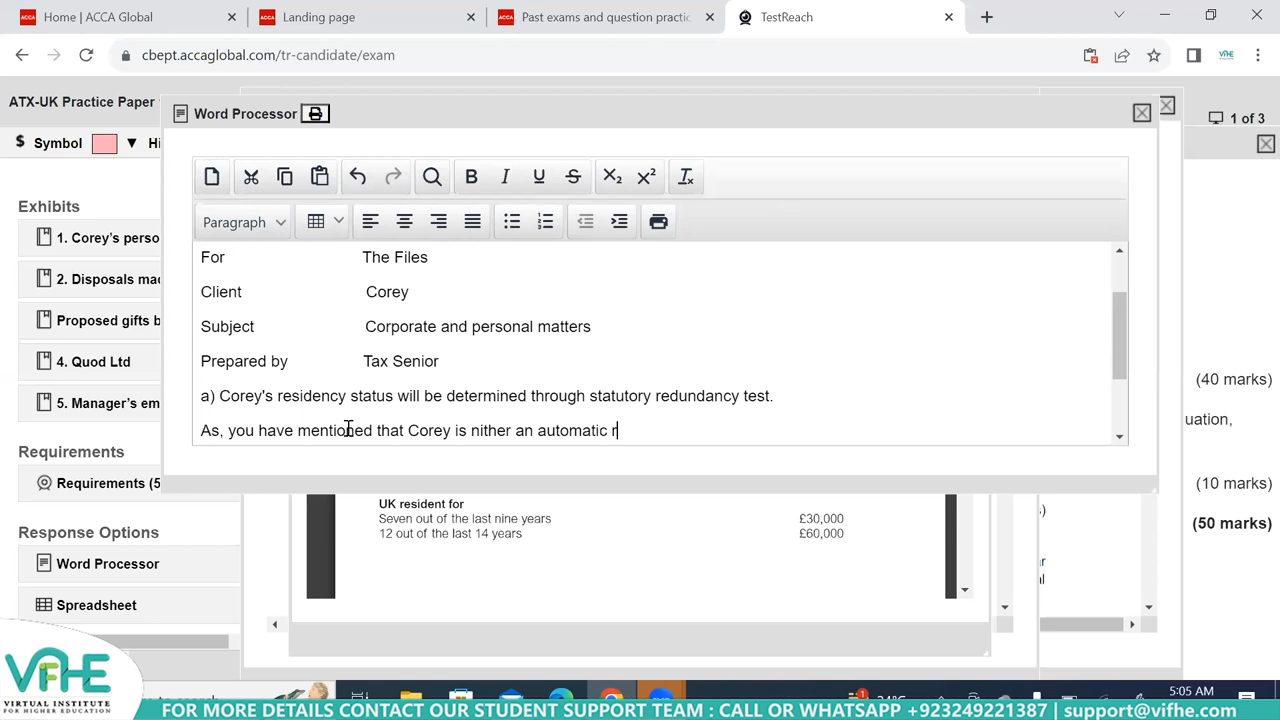 Home | ACCA Global
Landing page
Past exams and question practic
TestReach
cbept.accaglobal.com/tr-candidate/exam
ATX-UK Practice Paper
Word Processor
1 of 3
$ Symbol
Hi
Paragraph
Exhibits
1. Corey's perso
2. Disposals ma
Proposed gifts b
4. Quod Ltd
5. Manager's em
Requirements
Requirements (5
Response Options
Word Processor
Spreadsheet
For The Files
Client Corey
Subject Corporate and personal matters
Prepared by Tax Senior
a) Corey's residency status will be determined through statutory redundancy test.
As, you have mentioned that Corey is nither an automatic r
(40 marks)
uation,
(10 marks)
(50 marks)
s)
ar
al
UK resident for
Seven out of the last nine years £30,000
12 out of the last 14 years £60,000
5:05 AM
VIFHE
VIRTUAL INSTITUTE
FOR HIGHER EDUCATION
FOR MORE DETAILS CONTACT OUR STUDENT SUPPORT TEAM : CALL OR WHATSAPP +923249221387 | support@vifhe.com